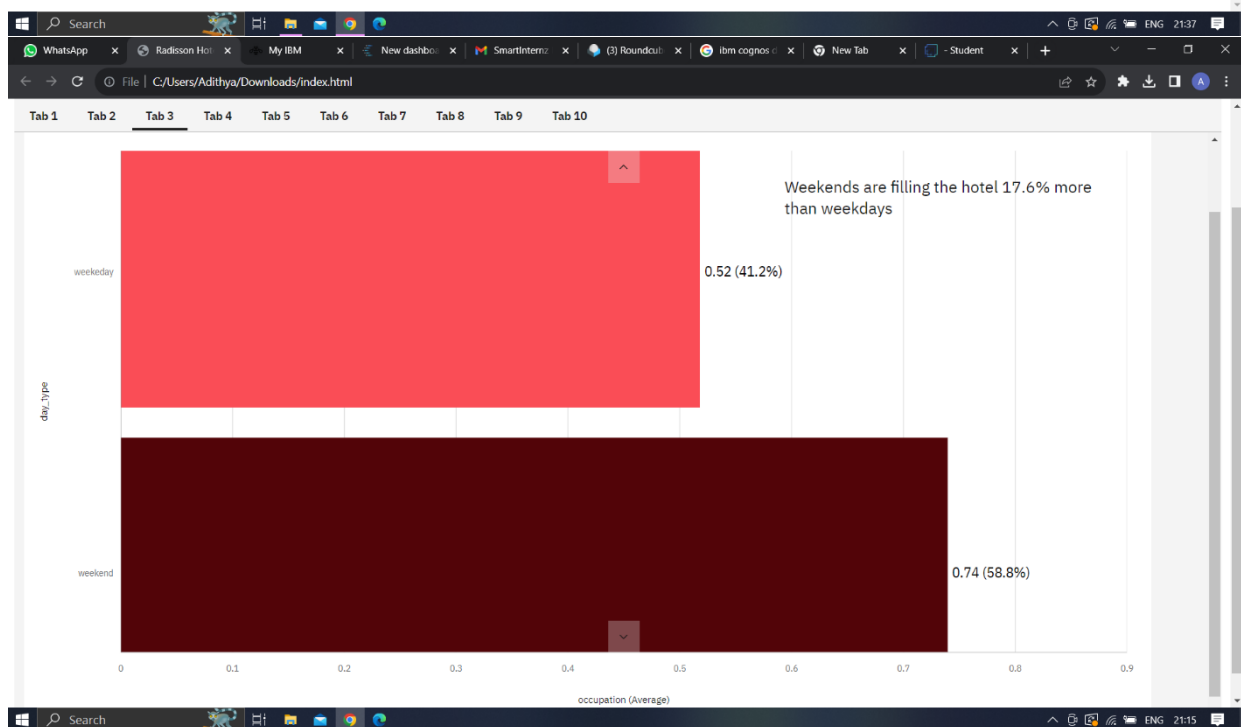 Search
ENG 21:37
WhatsApp
Radisson Hot
My IBM
New dashboa
SmartInternz
(3) Roundcub
ibm cognos d
New Tab
- Student
File | C:/Users/Adithya/Downloads/index.html
A
Tab 1 Tab 2 Tab 3 Tab 4 Tab 5 Tab 6 Tab 7 Tab 8 Tab 9 Tab 10
Weekends are filling the hotel 17.6% more
than weekdays
weekeday
0.52 (41.2%)
day_type
weekend
0.74 (58.8%)
0 0.1 0.2 0.3 0.4 0.5 0.6 0.7 0.8 0.9
occupation (Average)
Search
ENG 21:15